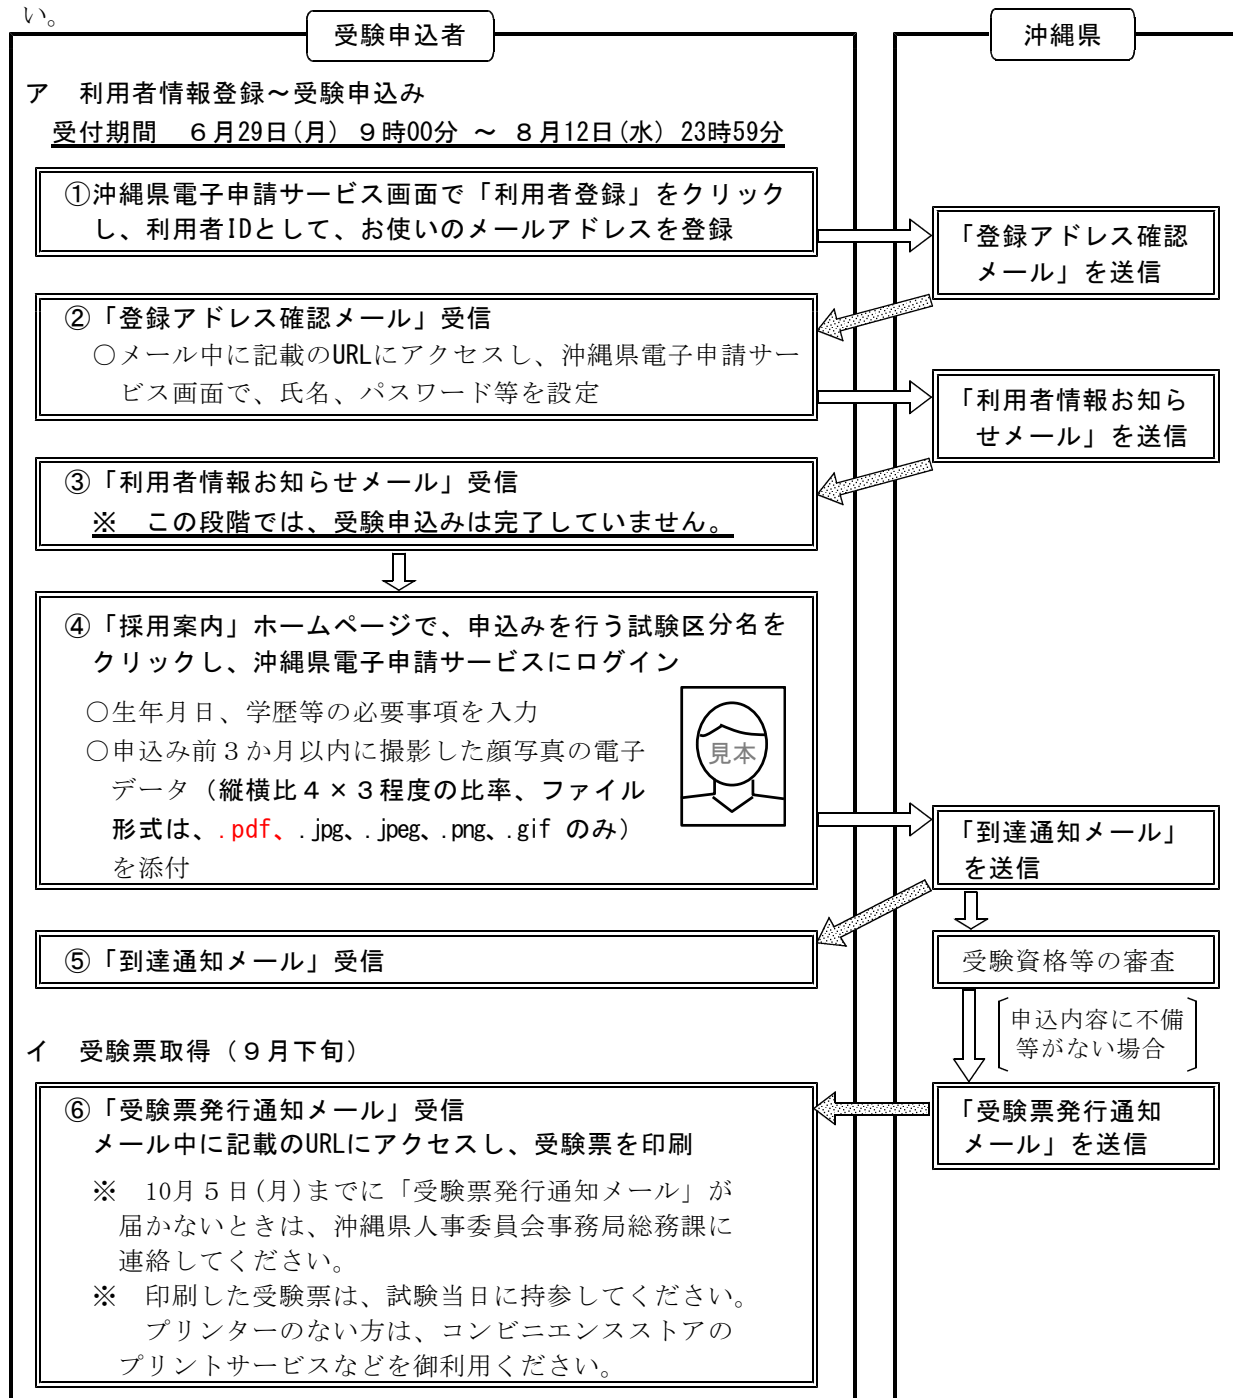 い。
受験申込者
沖縄県
ア　利用者情報登録～受験申込み
受付期間　６月29日(月) ９時00分 ～ ８月12日(水) 23時59分
①沖縄県電子申請サービス画面で「利用者登録」をクリック
し、利用者IDとして、お使いのメールアドレスを登録
「登録アドレス確認
メール」を送信
②「登録アドレス確認メール」受信
○メール中に記載のURLにアクセスし、沖縄県電子申請サー
ビス画面で、氏名、パスワード等を設定
「利用者情報お知ら
せメール」を送信
③「利用者情報お知らせメール」受信
※　この段階では、受験申込みは完了していません。
④「採用案内」ホームページで、申込みを行う試験区分名を
クリックし、沖縄県電子申請サービスにログイン
○生年月日、学歴等の必要事項を入力
○申込み前３か月以内に撮影した顔写真の電子
データ（縦横比４×３程度の比率、ファイル
形式は、.pdf、.jpg、.jpeg、.png、.gif のみ）
を添付
見本
「到達通知メール」
を送信
⑤「到達通知メール」受信
受験資格等の審査
申込内容に不備
等がない場合
イ　受験票取得（９月下旬）
⑥「受験票発行通知メール」受信
メール中に記載のURLにアクセスし、受験票を印刷
「受験票発行通知
メール」を送信
※　10月５日(月)までに「受験票発行通知メール」が
届かないときは、沖縄県人事委員会事務局総務課に
連絡してください。
※　印刷した受験票は、試験当日に持参してください。
プリンターのない方は、コンビニエンスストアの
プリントサービスなどを御利用ください。